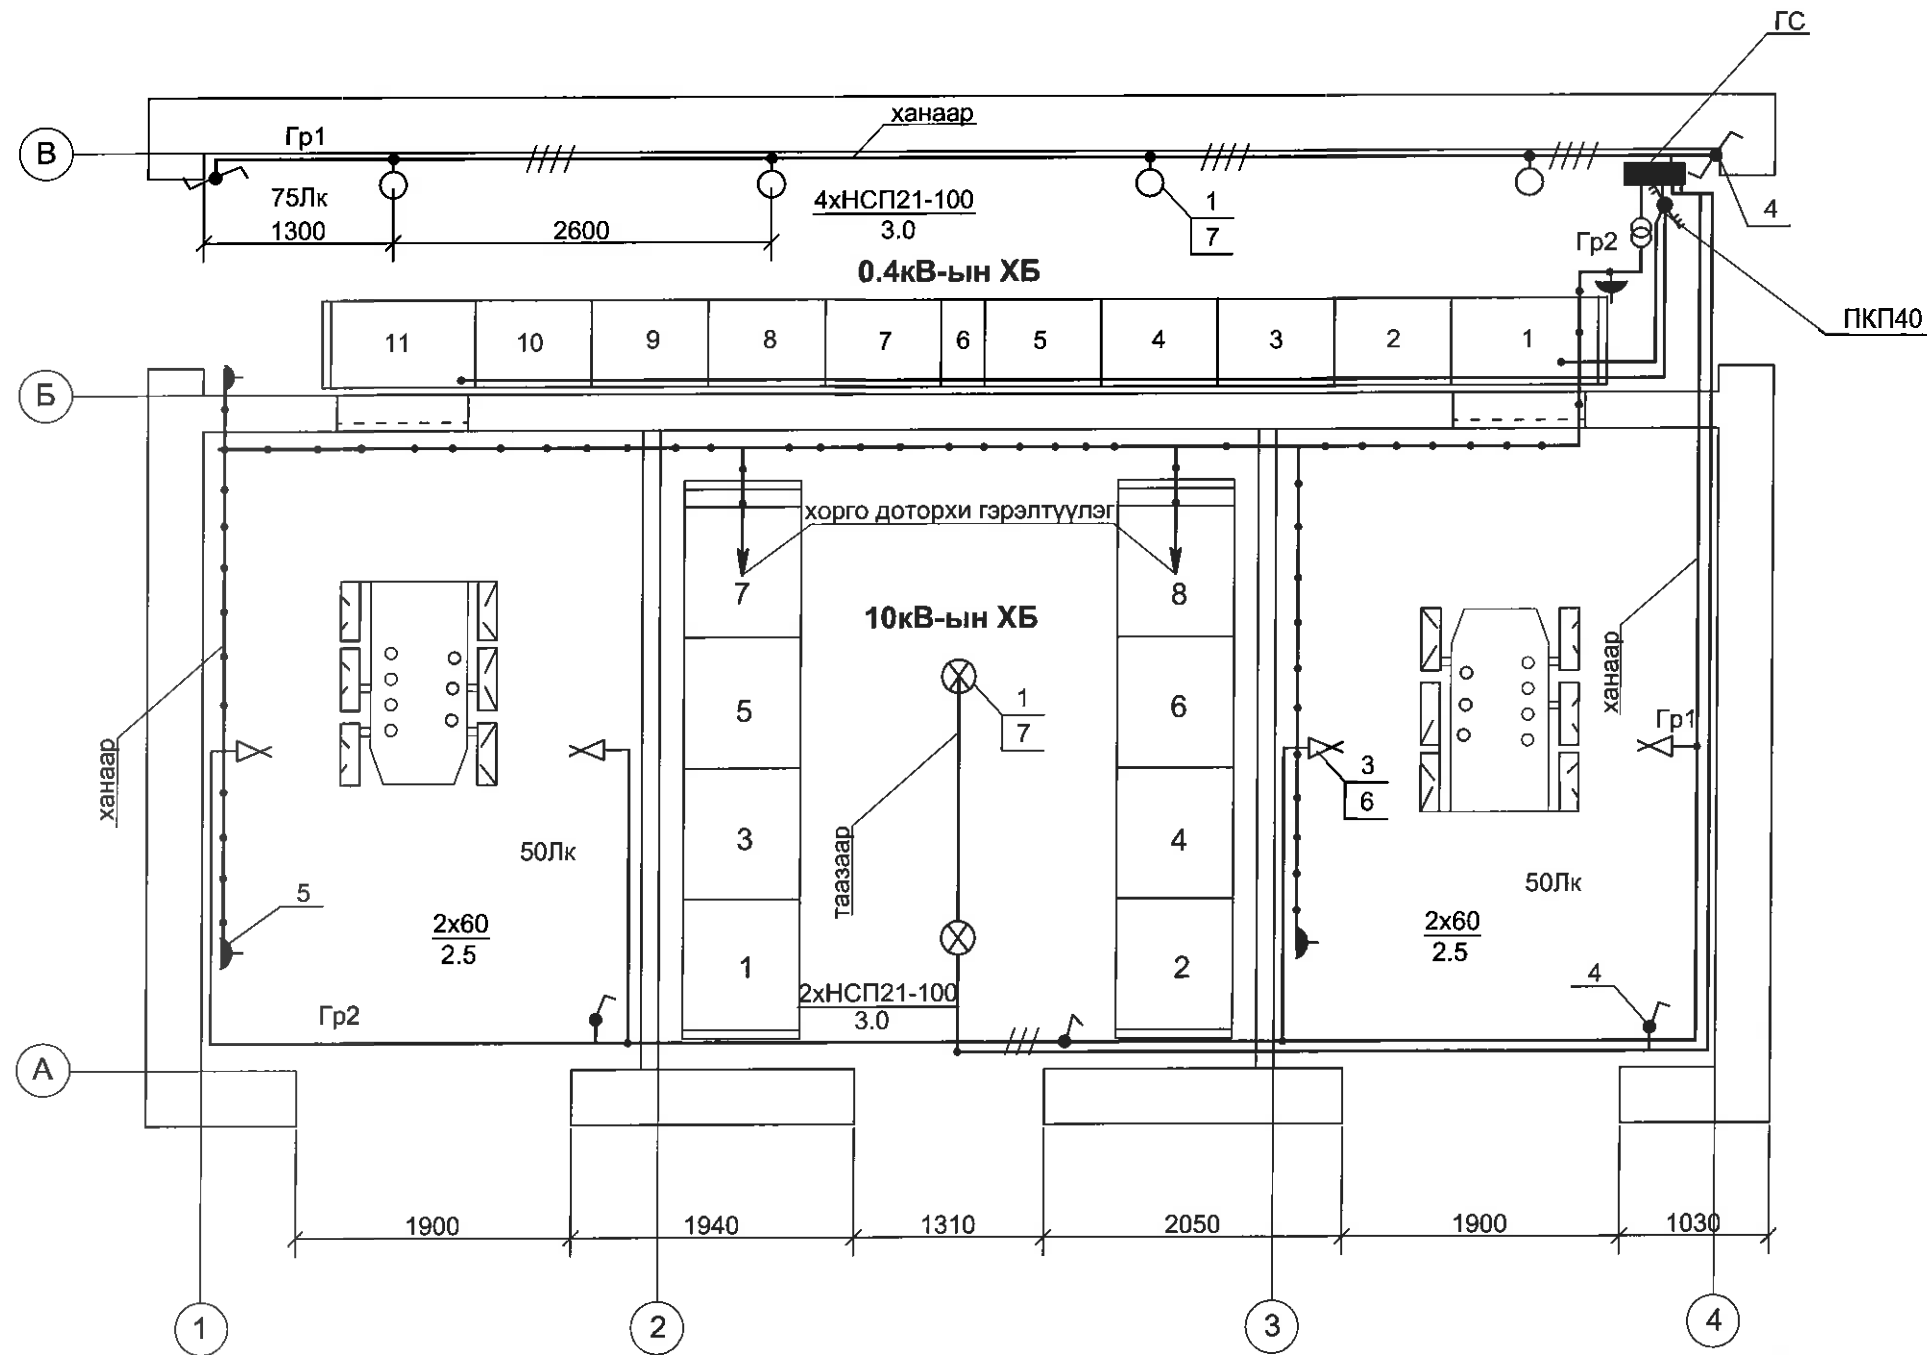 ГС
В
Гр1
ханаар
75Лк
1300
2600
4хНСП21-100
3.0
1
7
4
Гр2
0.4кВ-ын ХБ
ПКП40
11
10
9
8
7
6
5
4
3
2
1
Б
хорго доторхи гэрэлтүүлэг
7
8
10кВ-ын ХБ
ханаар
5
6
1
7
Гр1
ханаар
3
6
таазаар
3
4
50Лк
50Лк
5
2х60
2.5
2х60
2.5
1
2
4
2хНСП21-100
3.0
Гр2
А
1900
1940
1310
2050
1900
1030
1
2
3
4